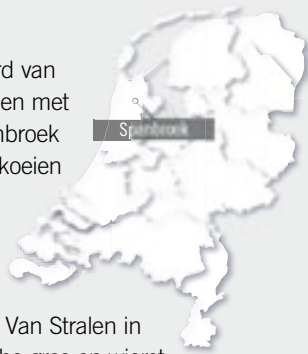 rd van
en met
nbroek
koeien
Spanbroek
Van Stralen in